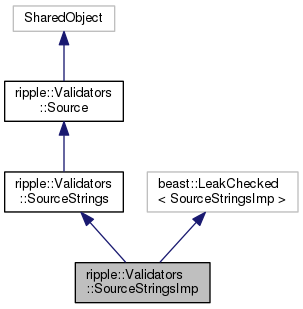 SharedObject
ripple::Validators
::Source
ripple::Validators
::SourceStrings
beast::LeakChecked
< SourceStringsImp >
ripple::Validators
::SourceStringsImp